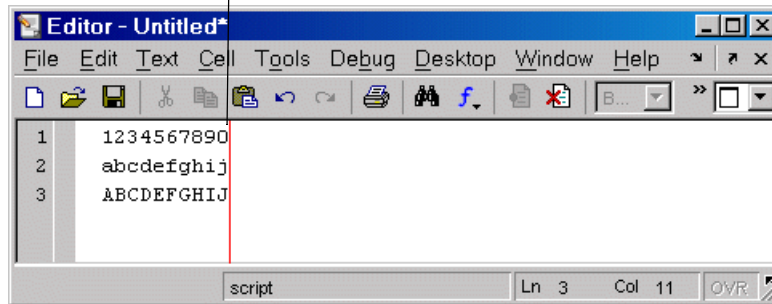 Editor - Untitled*
File Edit Text Cell Tools Debug Desktop Window Help
B...
1 1234567890
2 abcdefghij
3 ABCDEFGHIJ
script Ln 3 Col 11 OVR